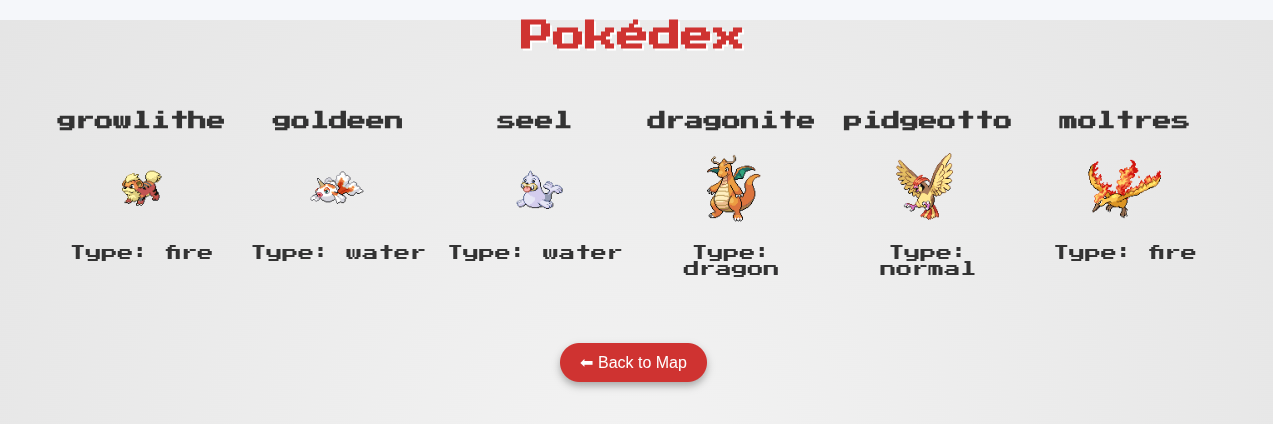 Pokédex
growlithe goldeen seel dragonite pidgeotto moltres
Type: fire Type: water Type: water Type: Type: Type: fire
dragon normal
⬅ Back to Map